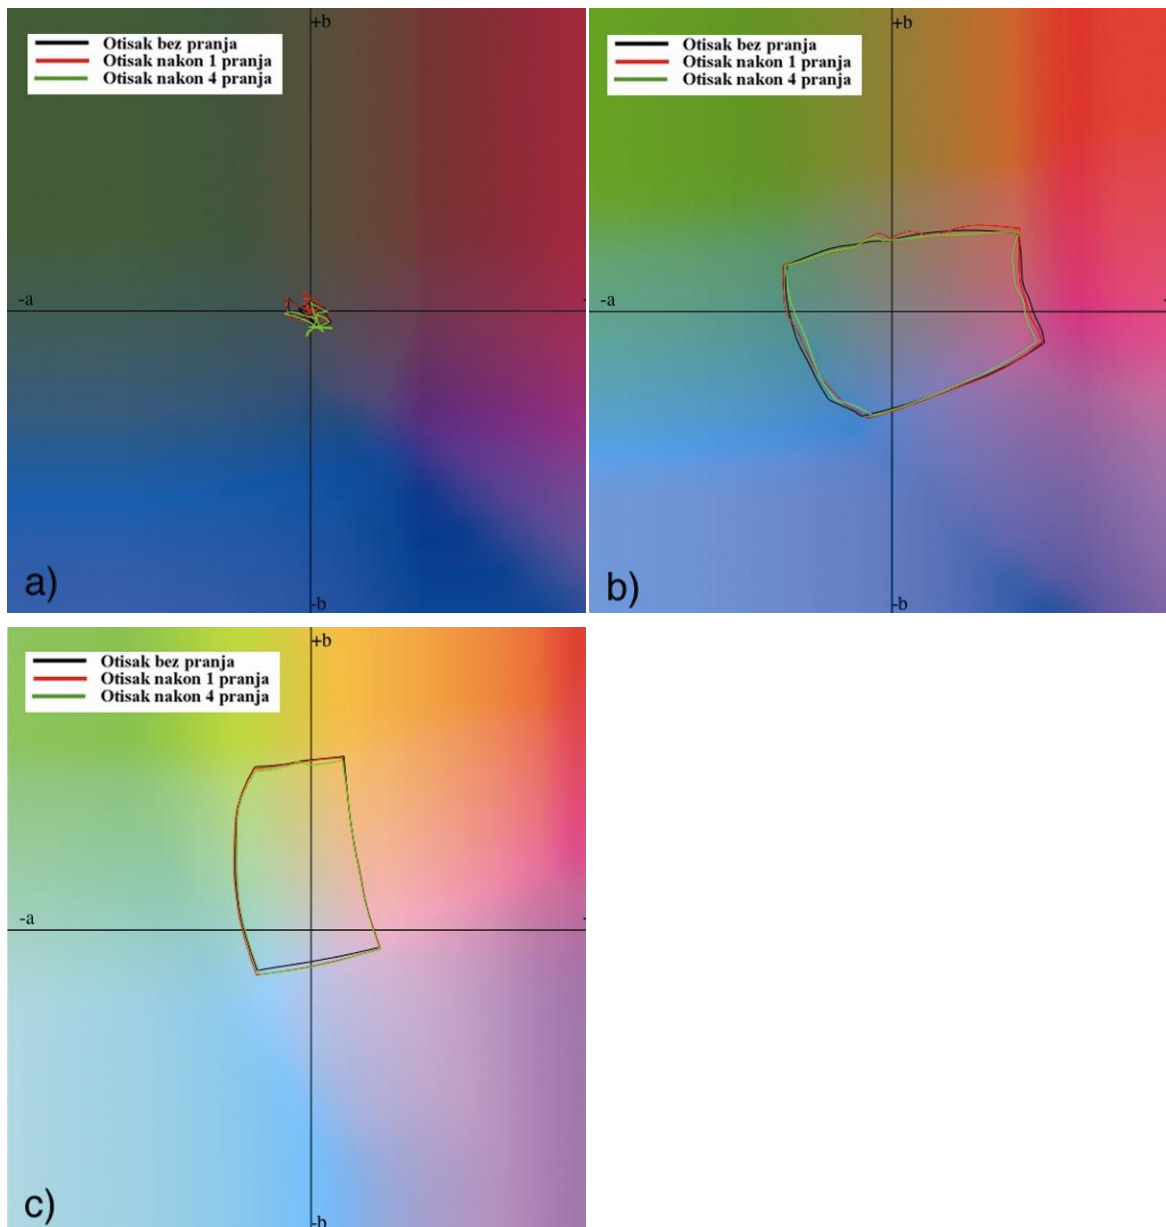 +b
Otisak bez pranja
Otisak nakon 1 pranja
Otisak nakon 4 pranja
-a
a)
-b
+b
Otisak bez pranja
Otisak nakon 1 pranja
Otisak nakon 4 pranja
-a
b)
-b
+b
Otisak bez pranja
Otisak nakon 1 pranja
Otisak nakon 4 pranja
-a
c)
-b